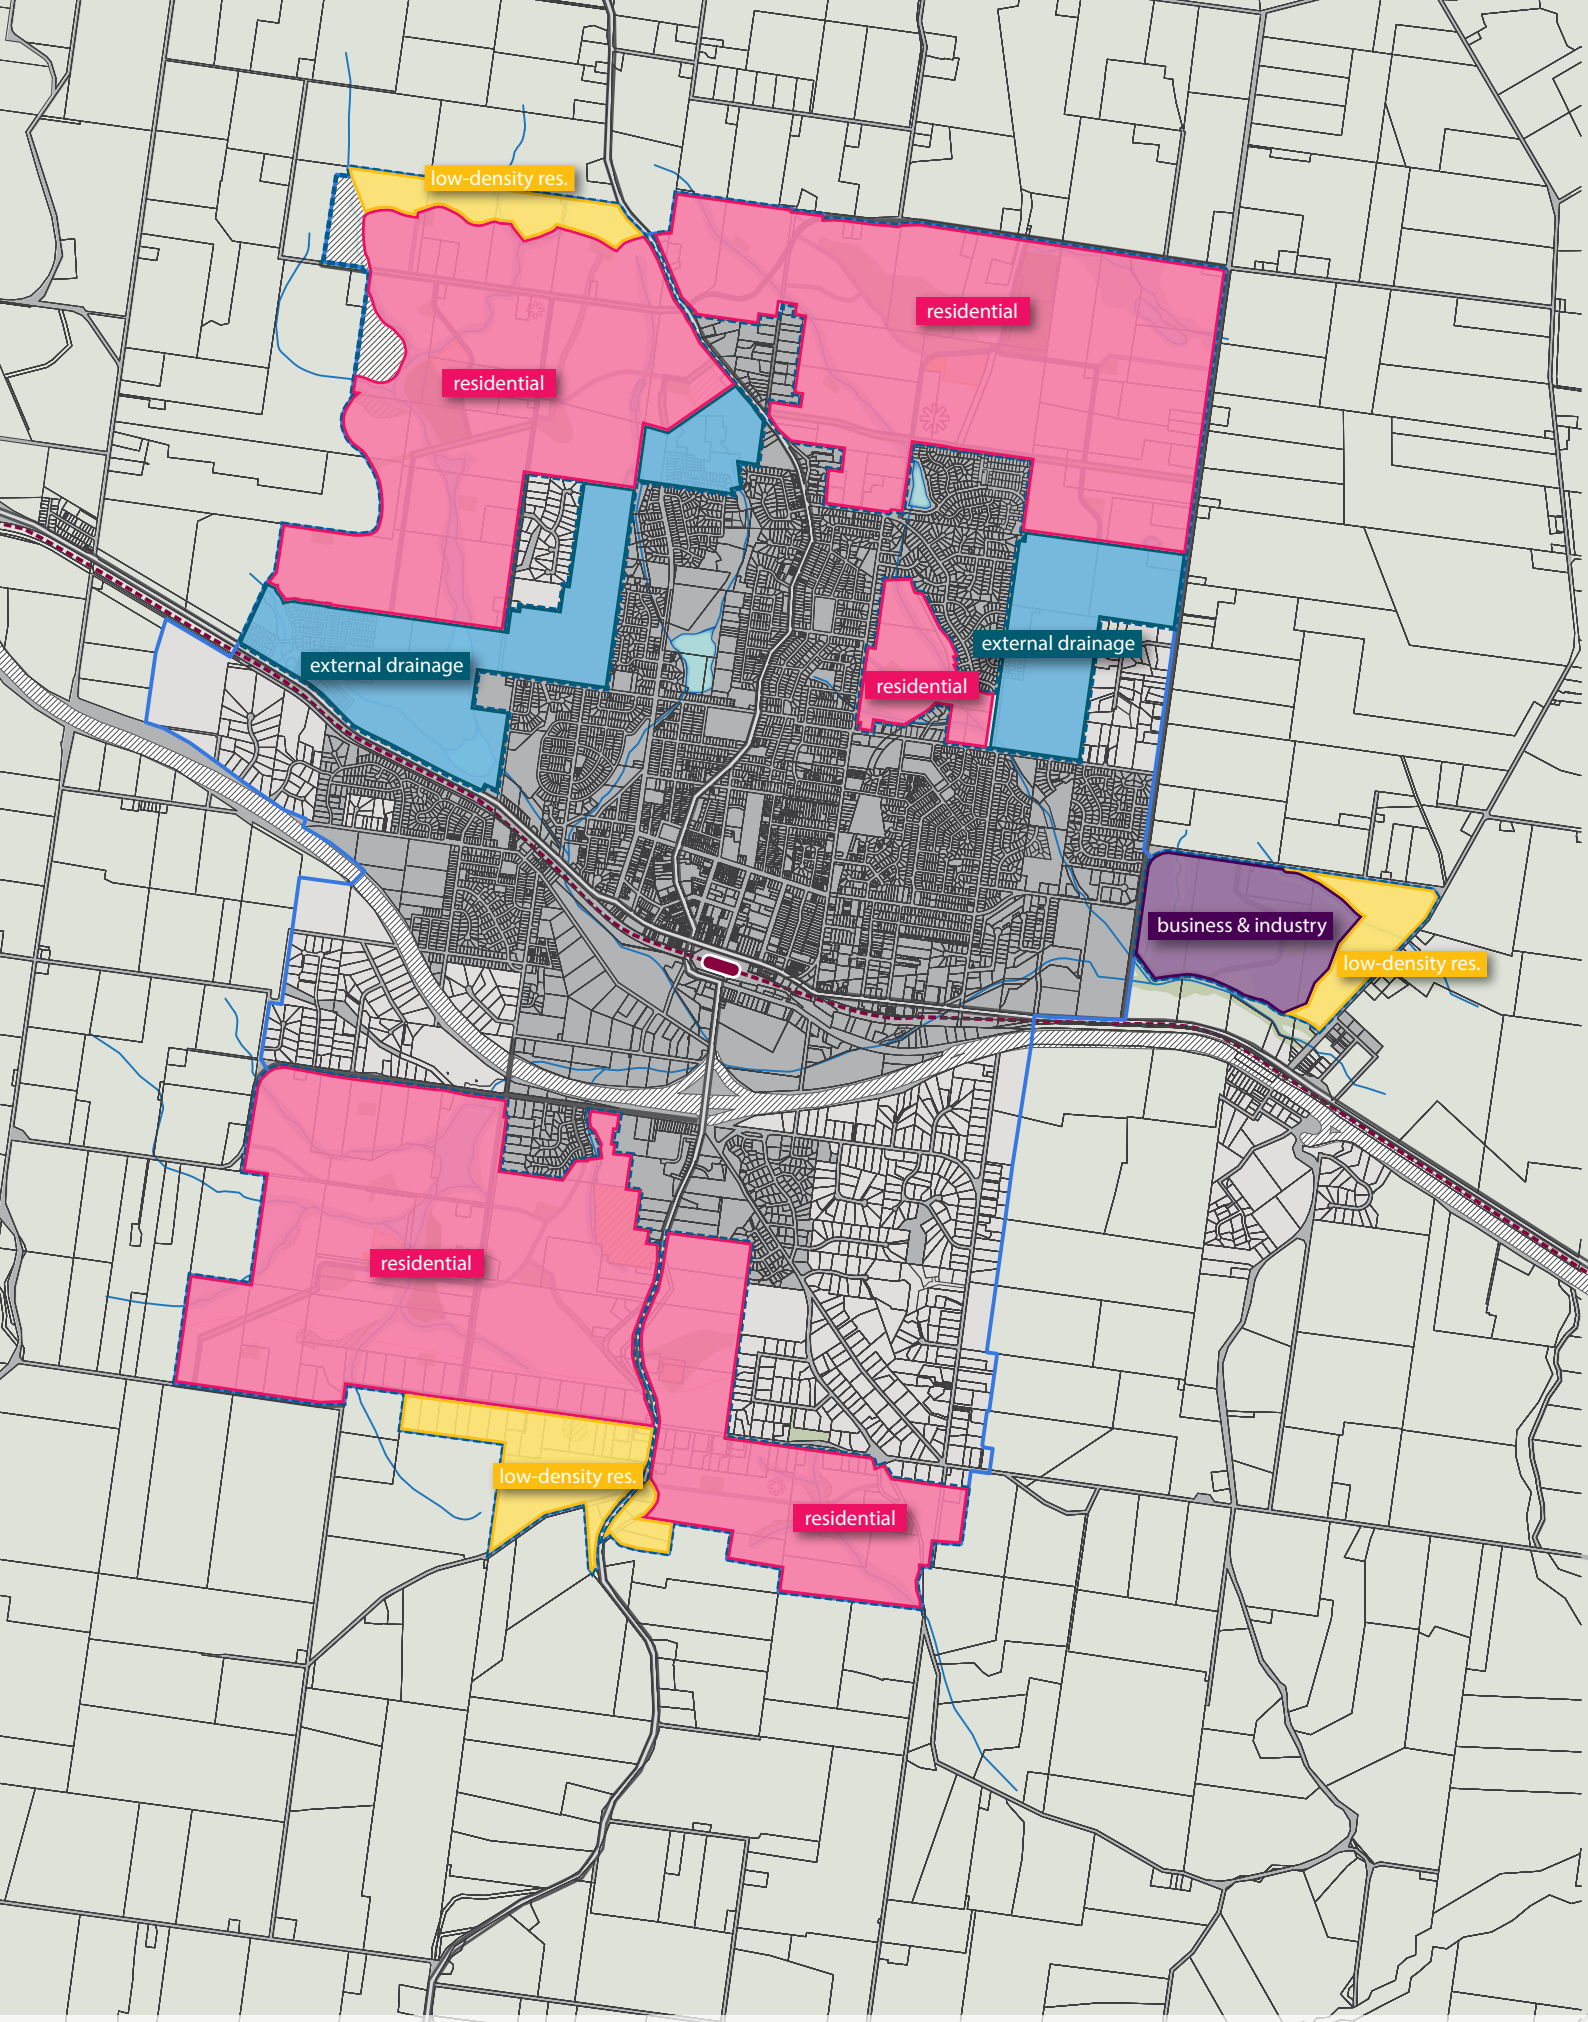 low-density res.
residential
residential
external drainage
external drainage
residential
business & industry
low-density res.
residential
low-density res.
residential